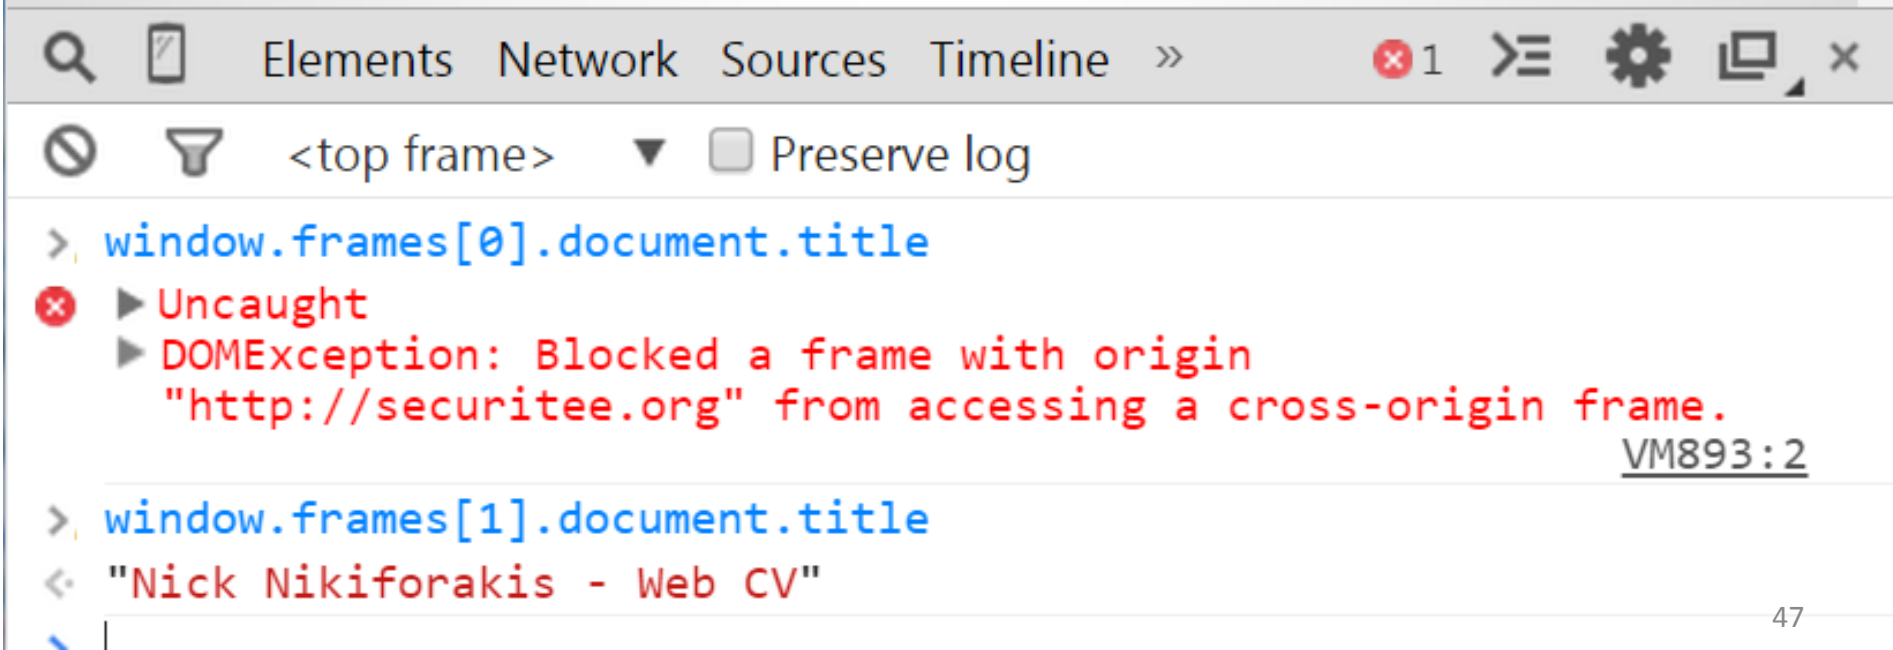 Elements Network Sources Timeline » 1
<top frame> ▼ Preserve log
> window.frames[0].document.title
Uncaught
DOMException: Blocked a frame with origin
"http://securitee.org" from accessing a cross-origin frame.
VM893:2
> window.frames[1].document.title
"Nick Nikiforakis - Web CV"
47